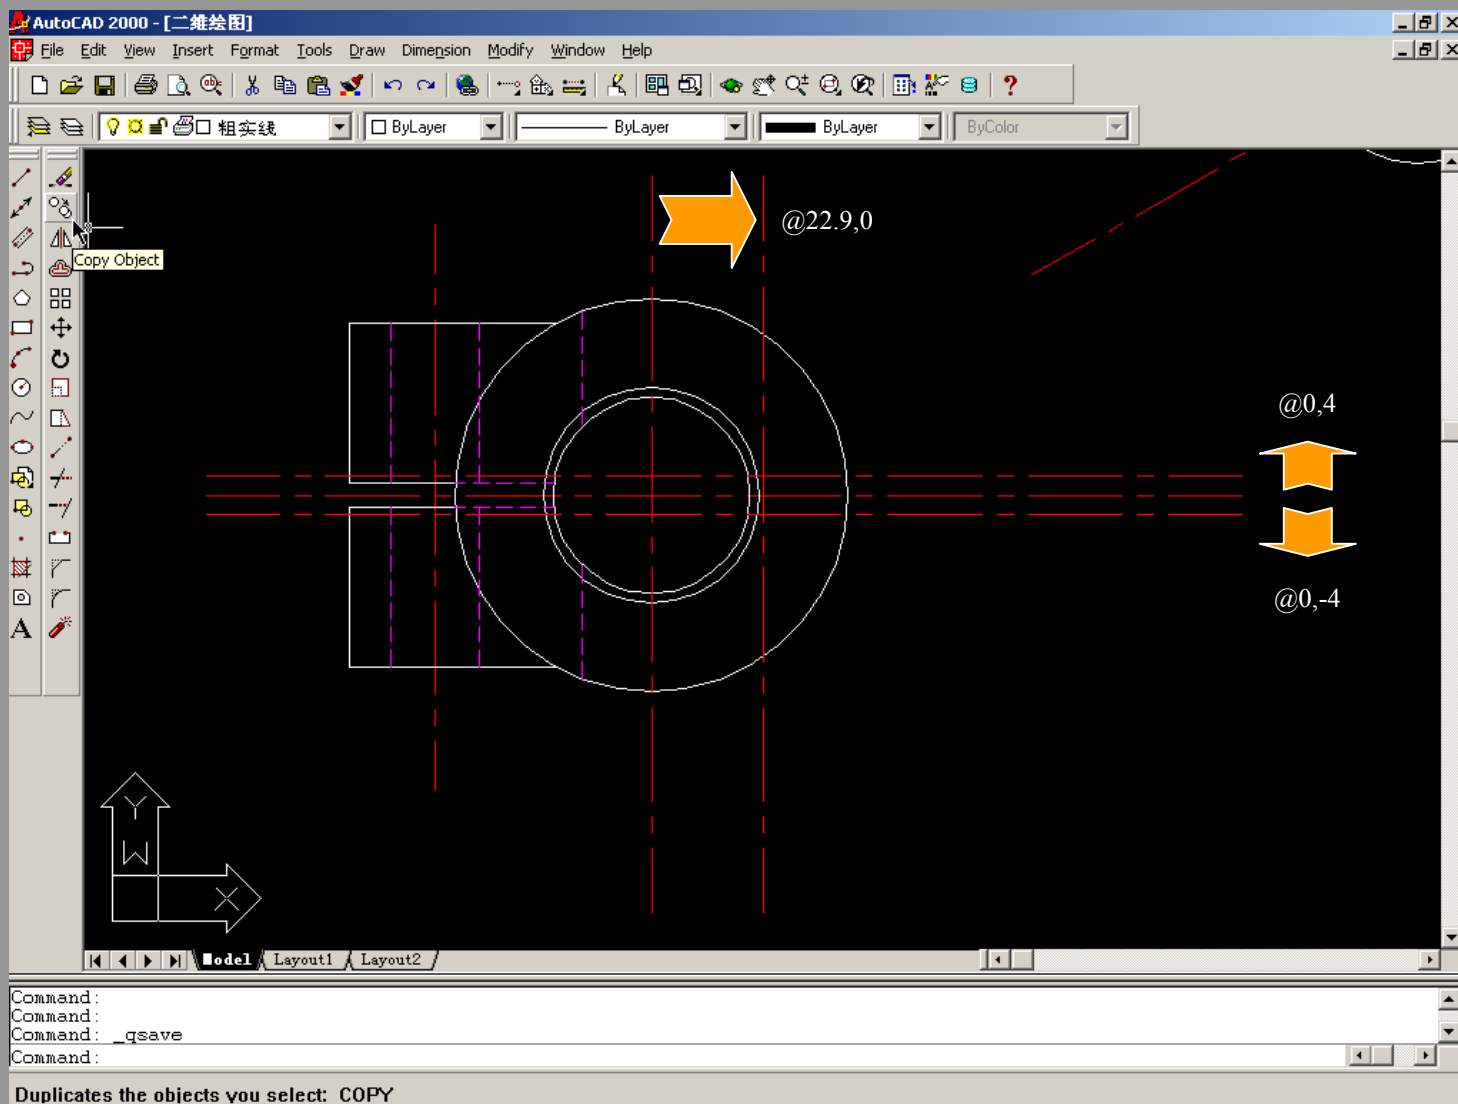 AutoCAD 2000 - [二维绘图]
File Edit View Insert Format Tools Draw Dimension Modify Window Help
粗实线 ByLayer ByLayer ByLayer ByColor
@22.9,0
Copy Object
@0,4
@0,-4
A
Y
W
X
Model Layout1 Layout2
Command:
Command:
Command: _qsave
Command:
Duplicates the objects you select: COPY